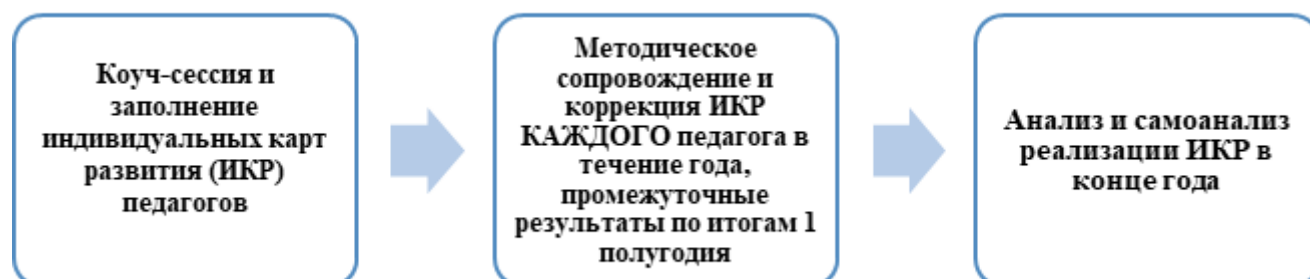 Коуч-сессия и
заполнение
индивидуальных карт
развития (ИКР)
педагогов
Методическое
сопровождение и
коррекция ИКР
КАЖДОГО педагога в
течение года,
промежуточные
результаты по итогам 1
полугодия
Анализ и самоанализ
реализации ИКР в
конце года